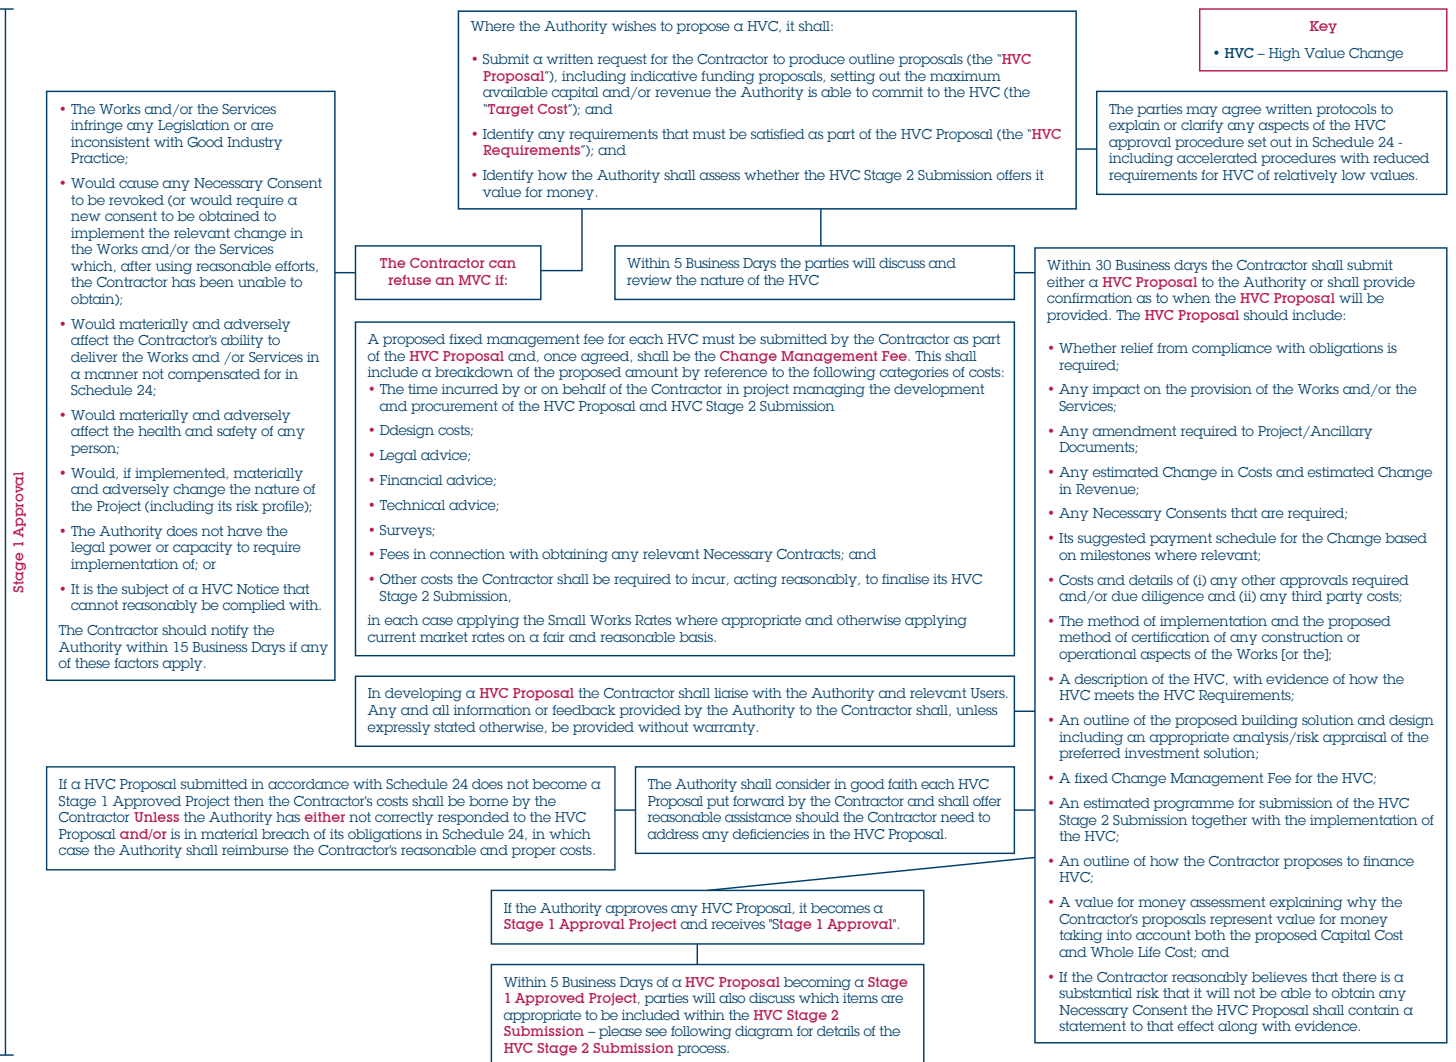 Where the Authority wishes to propose a HVC, it shall:
• Submit a written request for the Contractor to produce outline proposals (the "HVC
Proposal"), including indicative funding proposals, setting out the maximum
available capital and/or revenue the Authority is able to commit to the HVC (the
"Target Cost"); and
• Identify any requirements that must be satisfied as part of the HVC Proposal (the "HVC
Requirements"); and
• Identify how the Authority shall assess whether the HVC Stage 2 Submission offers it
value for money.
Key
• HVC – High Value Change
The parties may agree written protocols to
explain or clarify any aspects of the HVC
approval procedure set out in Schedule 24 -
including accelerated procedures with reduced
requirements for HVC of relatively low values.
Stage 1 Approval
• The Works and/or the Services
infringe any Legislation or are
inconsistent with Good Industry
Practice;
• Would cause any Necessary Consent
to be revoked (or would require a
new consent to be obtained to
implement the relevant change in
the Works and/or the Services
which, after using reasonable efforts,
the Contractor has been unable to
obtain);
• Would materially and adversely
affect the Contractor's ability to
deliver the Works and /or Services in
a manner not compensated for in
Schedule 24;
• Would materially and adversely
affect the health and safety of any
person;
• Would, if implemented, materially
and adversely change the nature of
the Project (including its risk profile);
• The Authority does not have the
legal power or capacity to require
implementation of; or
• It is the subject of a HVC Notice that
cannot reasonably be complied with.
The Contractor should notify the
Authority within 15 Business Days if any
of these factors apply.
The Contractor can
refuse an MVC if:
Within 5 Business Days the parties will discuss and
review the nature of the HVC
A proposed fixed management fee for each HVC must be submitted by the Contractor as part
of the HVC Proposal and, once agreed, shall be the Change Management Fee. This shall
include a breakdown of the proposed amount by reference to the following categories of costs:
• The time incurred by or on behalf of the Contractor in project managing the development
and procurement of the HVC Proposal and HVC Stage 2 Submission
• Ddesign costs;
• Legal advice;
• Financial advice;
• Technical advice;
• Surveys;
• Fees in connection with obtaining any relevant Necessary Contracts; and
• Other costs the Contractor shall be required to incur, acting reasonably, to finalise its HVC
Stage 2 Submission,
in each case applying the Small Works Rates where appropriate and otherwise applying
current market rates on a fair and reasonable basis.
In developing a HVC Proposal the Contractor shall liaise with the Authority and relevant Users.
Any and all information or feedback provided by the Authority to the Contractor shall, unless
expressly stated otherwise, be provided without warranty.
Within 30 Business days the Contractor shall submit
either a HVC Proposal to the Authority or shall provide
confirmation as to when the HVC Proposal will be
provided. The HVC Proposal should include:
• Whether relief from compliance with obligations is
required;
• Any impact on the provision of the Works and/or the
Services;
• Any amendment required to Project/Ancillary
Documents;
• Any estimated Change in Costs and estimated Change
in Revenue;
• Any Necessary Consents that are required;
• Its suggested payment schedule for the Change based
on milestones where relevant;
• Costs and details of (i) any other approvals required
and/or due diligence and (ii) any third party costs;
• The method of implementation and the proposed
method of certification of any construction or
operational aspects of the Works [or the];
• A description of the HVC, with evidence of how the
HVC meets the HVC Requirements;
• An outline of the proposed building solution and design
including an appropriate analysis/risk appraisal of the
preferred investment solution;
• A fixed Change Management Fee for the HVC;
• An estimated programme for submission of the HVC
Stage 2 Submission together with the implementation of
the HVC;
• An outline of how the Contractor proposes to finance
HVC;
• A value for money assessment explaining why the
Contractor's proposals represent value for money
taking into account both the proposed Capital Cost
and Whole Life Cost; and
• If the Contractor reasonably believes that there is a
substantial risk that it will not be able to obtain any
Necessary Consent the HVC Proposal shall contain a
statement to that effect along with evidence.
If a HVC Proposal submitted in accordance with Schedule 24 does not become a
Stage 1 Approved Project then the Contractor's costs shall be borne by the
Contractor Unless the Authority has either not correctly responded to the HVC
Proposal and/or is in material breach of its obligations in Schedule 24, in which
case the Authority shall reimburse the Contractor's reasonable and proper costs.
The Authority shall consider in good faith each HVC
Proposal put forward by the Contractor and shall offer
reasonable assistance should the Contractor need to
address any deficiencies in the HVC Proposal.
If the Authority approves any HVC Proposal, it becomes a
Stage 1 Approval Project and receives "Stage 1 Approval".
Within 5 Business Days of a HVC Proposal becoming a Stage
1 Approved Project, parties will also discuss which items are
appropriate to be included within the HVC Stage 2
Submission – please see following diagram for details of the
HVC Stage 2 Submission process.